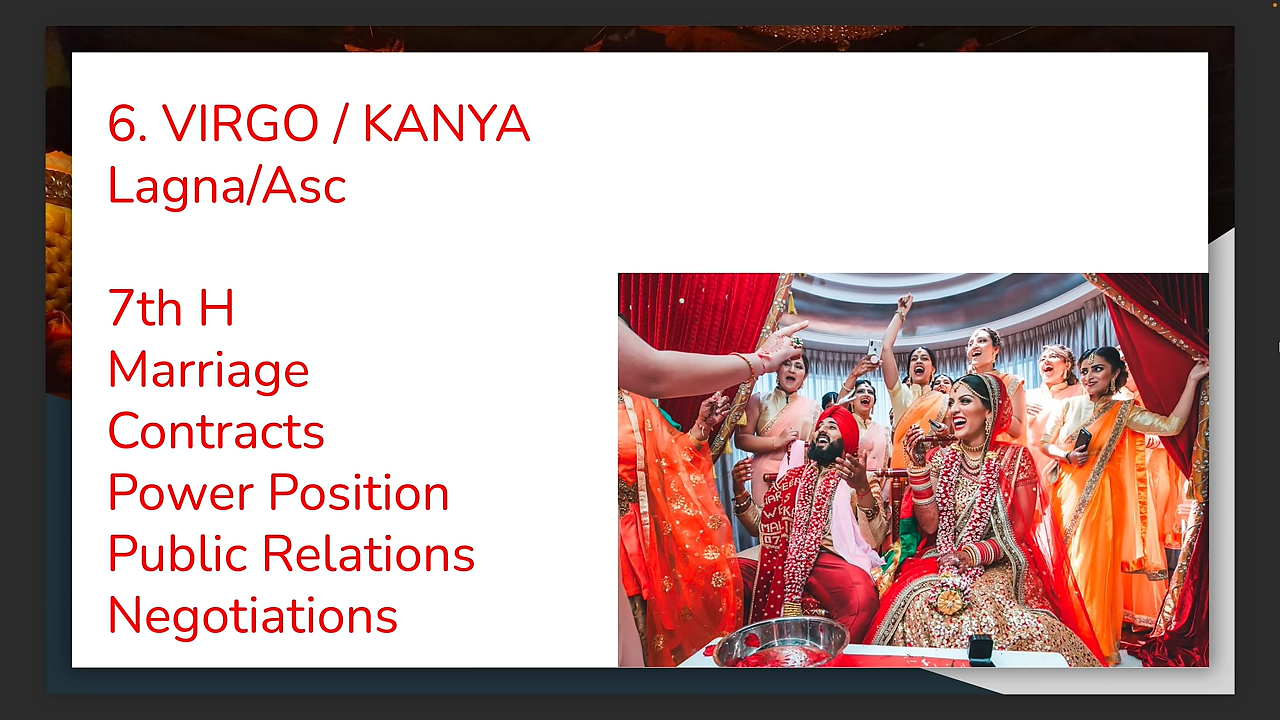 6. VIRGO / KANYA
Lagna/Asc
7th H
Marriage
Contracts
Power Position
Public Relations
Negotiations